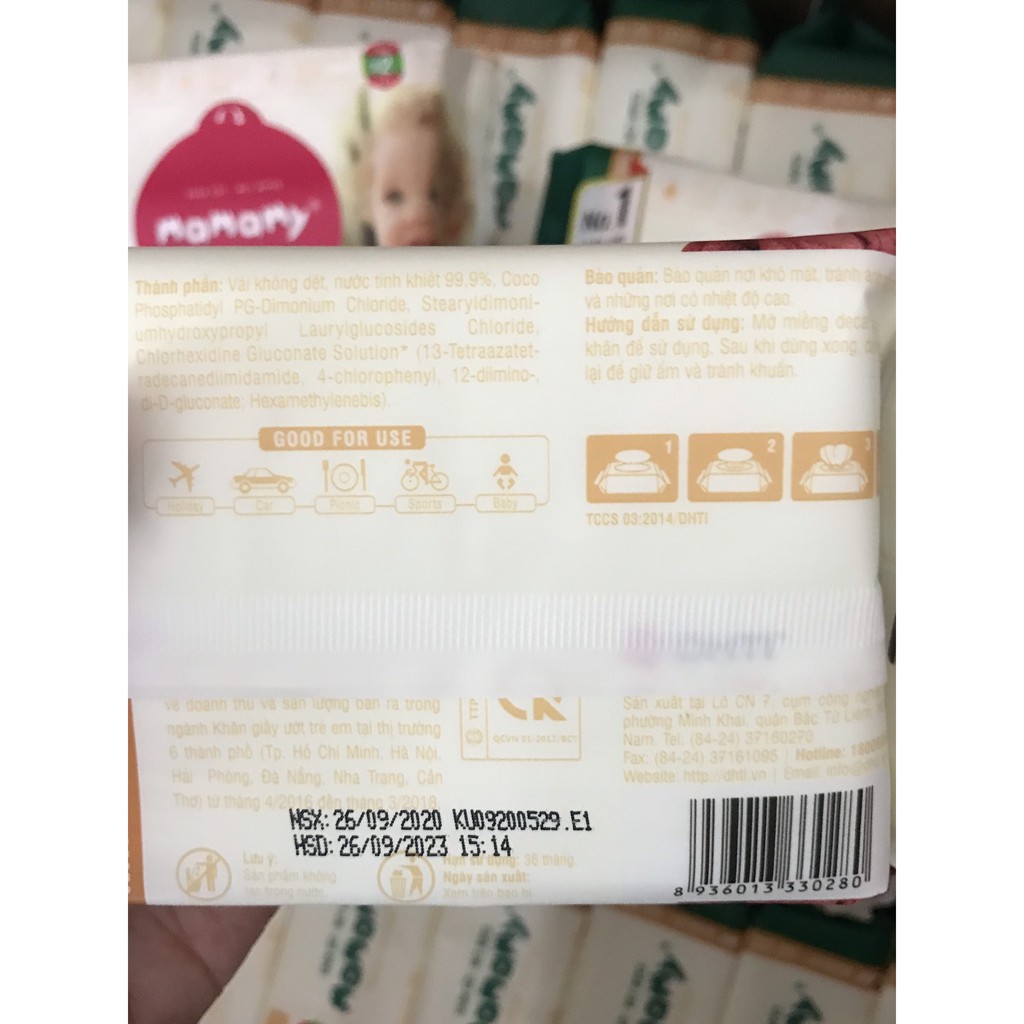 MaMaMy
No.1
Thành phần: Vải không dệt, nước tinh khiết 99,9%, Coco
Phosphatidyl PG-Dimonium Chloride, Stearyldimoni-
umhydroxypropyl Laurylglucosides Chloride,
Chlorhexidine Gluconate Solution* (13-Tetraazatet-
radecanediimidamide, 4-chlorophenyl, 12-diimino-,
di-D-gluconate; Hexamethylenebis).
GOOD FOR USE
Holiday
Car
Picnic
Sports
Baby
Bảo quản: Bảo quản nơi khô mát, tránh
và những nơi có nhiệt độ cao.
Hướng dẫn sử dụng: Mở miếng
khăn để sử dụng. Sau khi dùng xong,
lại để giữ ẩm và tránh khuẩn.
1
2
3
TCCS 03:2014/DHTI
DHTI
về doanh thu và sản lượng bán ra trong
ngành Khăn giấy ướt trẻ em tại thị trường
6 thành phố (Tp. Hồ Chí Minh, Hà Nội,
Hải Phòng, Đà Nẵng, Nha Trang, Cần
Thơ) từ tháng 4/2016 đến tháng 3/2018
QCVN 01:2017/BCT
Sản xuất tại Lô CN 7, cụm công
phường Minh Khai, quận Bắc Từ
Nam. Tel: (84-24) 37160270
Fax: (84-24) 37161095 | Hotline:
Website: http://dhti.vn | Email:
NSX: 26/09/2020 KU09200529.E1
HSD: 26/09/2023 15:14
Lưu ý:
Sản phẩm không
tan trong nước.
Hạn sử dụng: 36 tháng.
Ngày sản xuất:
Xem trên bao bì.
8 936013 330280